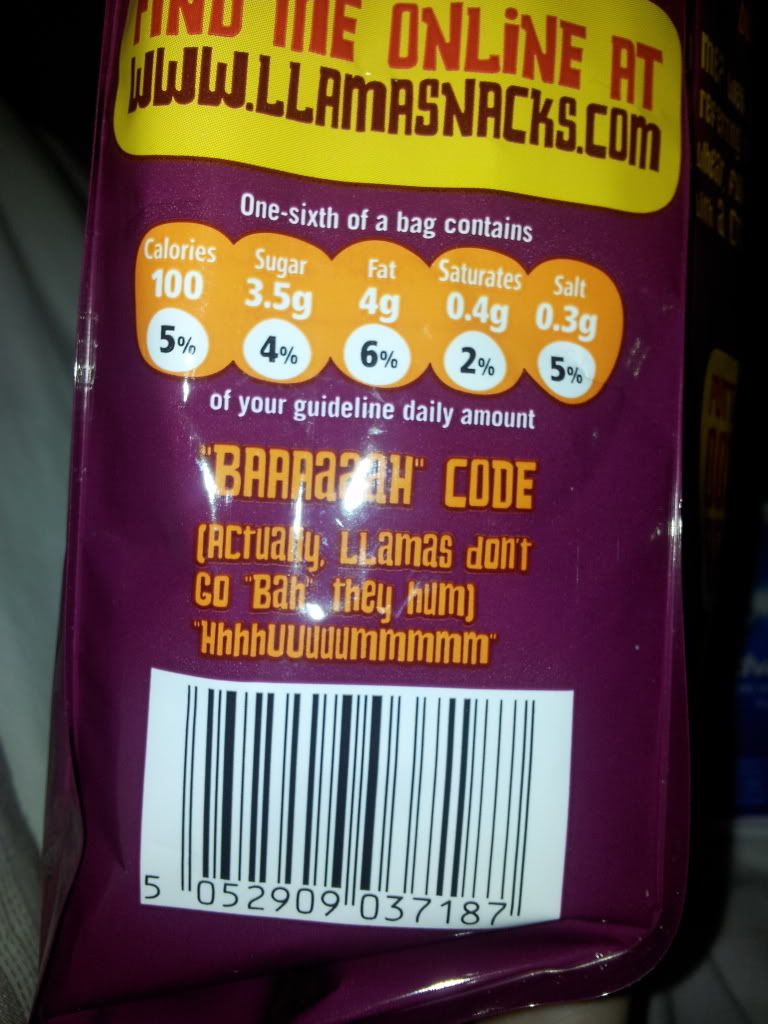 FIND ME ONLINE AT
WWW.LLAMASNACKS.COM
One-sixth of a bag contains
Calories Sugar Fat Saturates Salt
100 3.5g 4g 0.4g 0.3g
5% 4% 6% 2% 5%
of your guideline daily amount
"BAAAaaaH" CODE
(Actually, LLamas don't
Go "Bah" they hum)
"HhhhUUuuummmmmm"
5 052909 037187